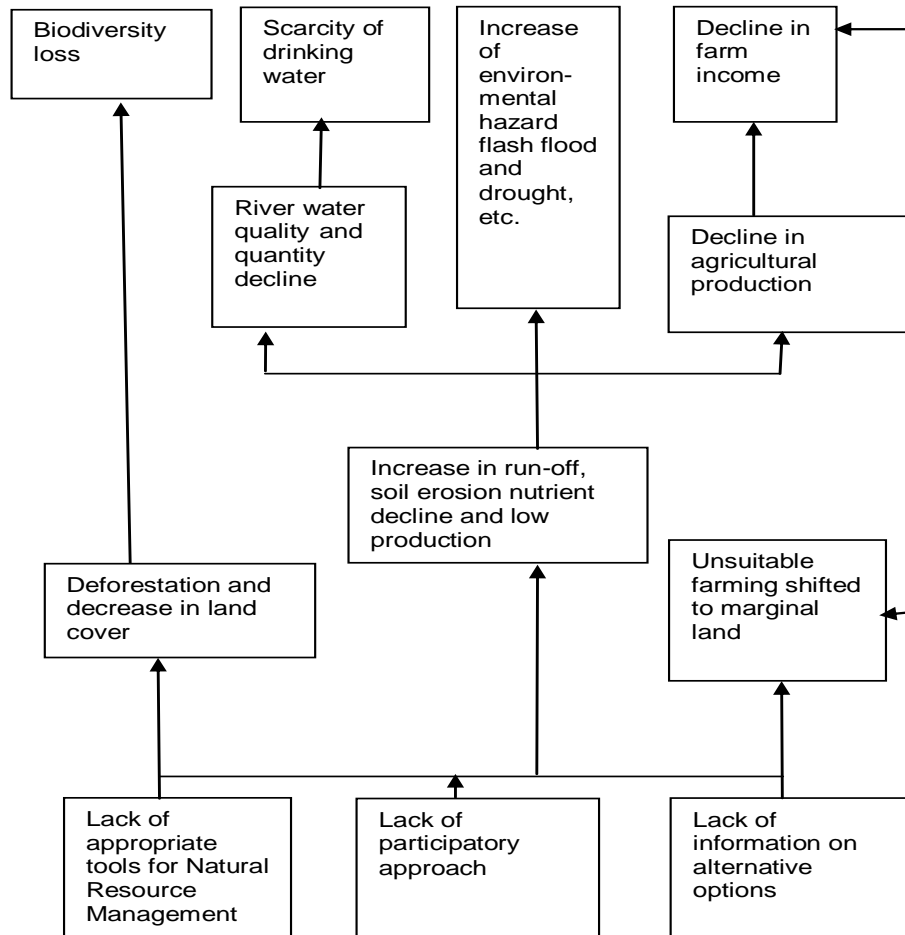 Biodiversity
loss
Scarcity of
drinking
water
Increase
of
environ-
mental
hazard
flash flood
and
drought,
etc.
Decline in
farm
income
River water
quality and
quantity
decline
Decline in
agricultural
production
Increase in run-off,
soil erosion nutrient
decline and low
production
Deforestation and
decrease in land
cover
Unsuitable
farming shifted
to marginal
land
Lack of
appropriate
tools for Natural
Resource
Management
Lack of
participatory
approach
Lack of
information on
alternative
options